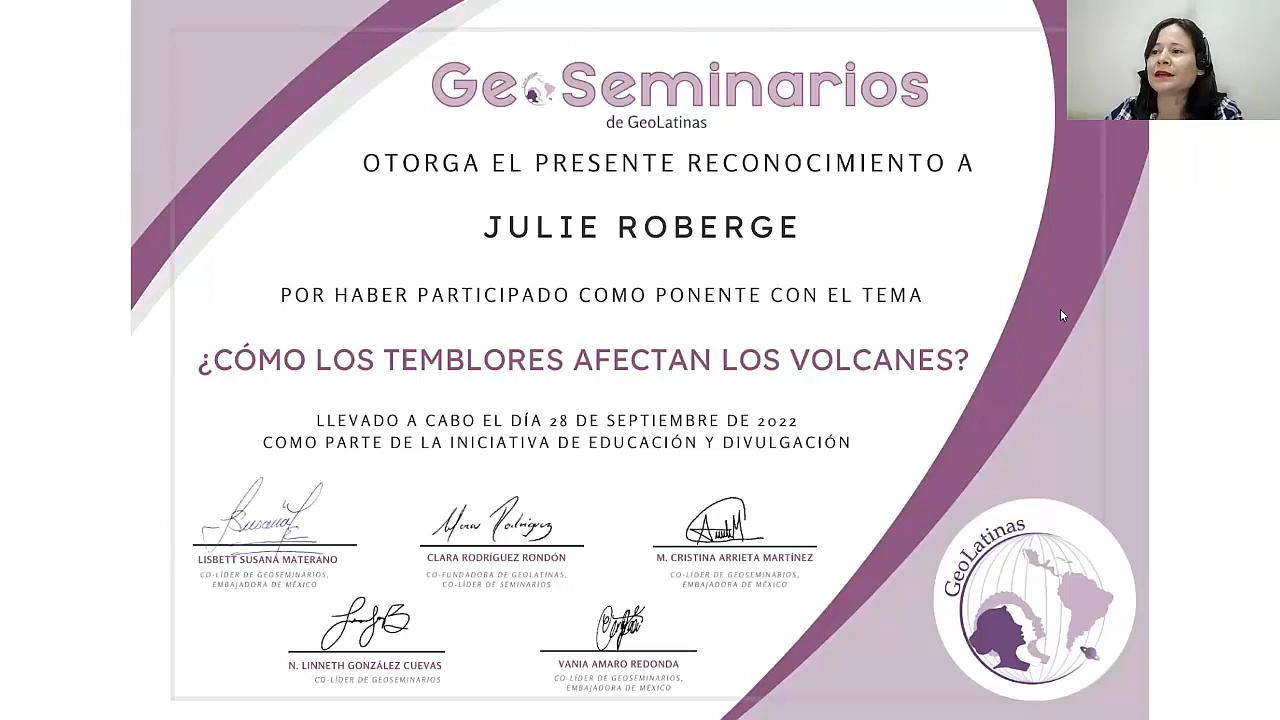 GeoSeminarios
de GeoLatinas
OTORGA EL PRESENTE RECONOCIMIENTO A
JULIE ROBERGE
POR HABER PARTICIPADO COMO PONENTE CON EL TEMA
¿CÓMO LOS TEMBLORES AFECTAN LOS VOLCANES?
LLEVADO A CABO EL DÍA 28 DE SEPTIEMBRE DE 2022
COMO PARTE DE LA INICIATIVA DE EDUCACIÓN Y DIVULGACIÓN
LISBETT SUSANA MATERANO
CO-LÍDER DE GEOSEMINARIOS,
EMBAJADORA DE MÉXICO
CLARA RODRÍGUEZ RONDÓN
CO-FUNDADORA DE GEOLATINAS,
CO-LÍDER DE SEMINARIOS
M. CRISTINA ARRIETA MARTÍNEZ
CO-LÍDER DE GEOSEMINARIOS,
EMBAJADORA DE MÉXICO
N. LINNETH GONZÁLEZ CUEVAS
CO-LÍDER DE GEOSEMINARIOS
VANIA AMARO REDONDA
CO-LÍDER DE GEOSEMINARIOS,
EMBAJADORA DE MÉXICO
GeoLatinas